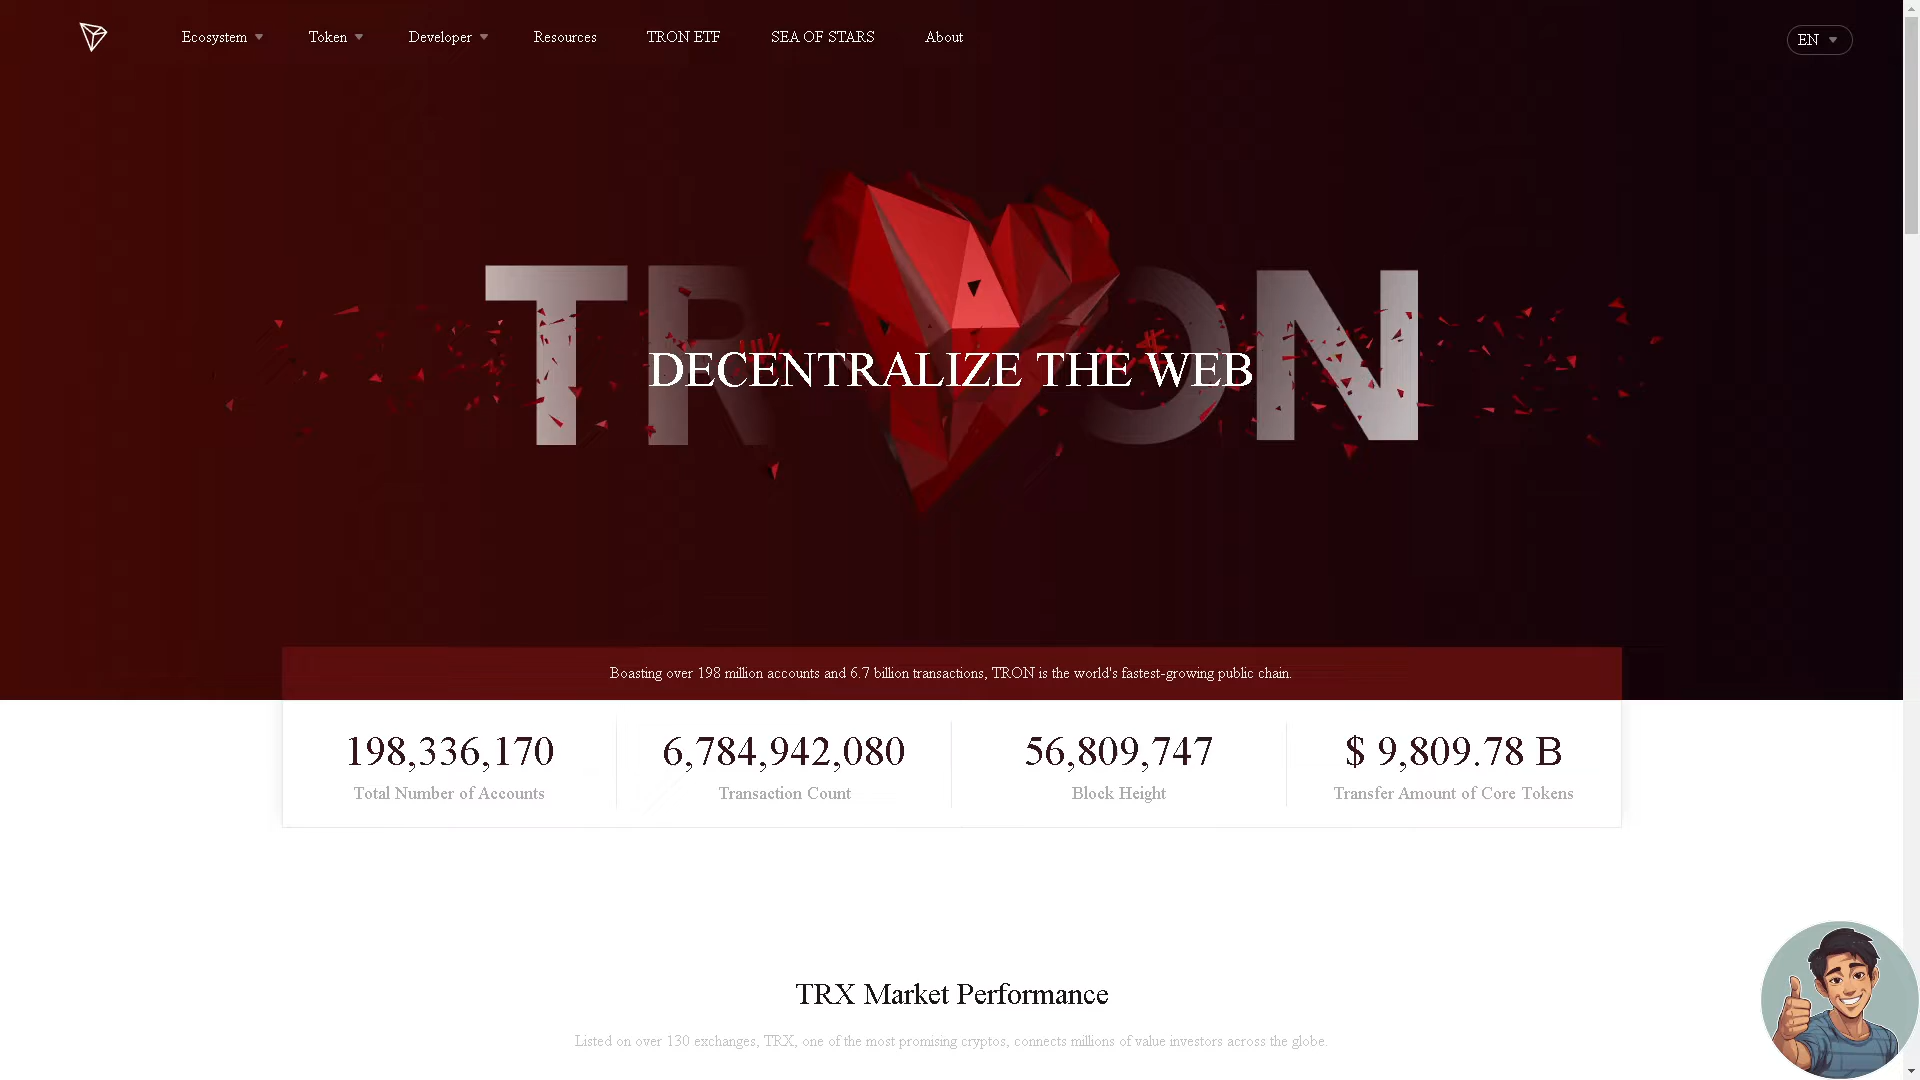 Ecosystem Token Developer Resources TRON ETF SEA OF STARS About EN
TRON
DECENTRALIZE THE WEB
Boasting over 198 million accounts and 6.7 billion transactions, TRON is the world's fastest-growing public chain.
198,336,170 6,784,942,080 56,809,747 $ 9,809.78 B
Total Number of Accounts Transaction Count Block Height Transfer Amount of Core Tokens
TRX Market Performance
Listed on over 130 exchanges, TRX, one of the most promising cryptos, connects millions of value investors across the globe.